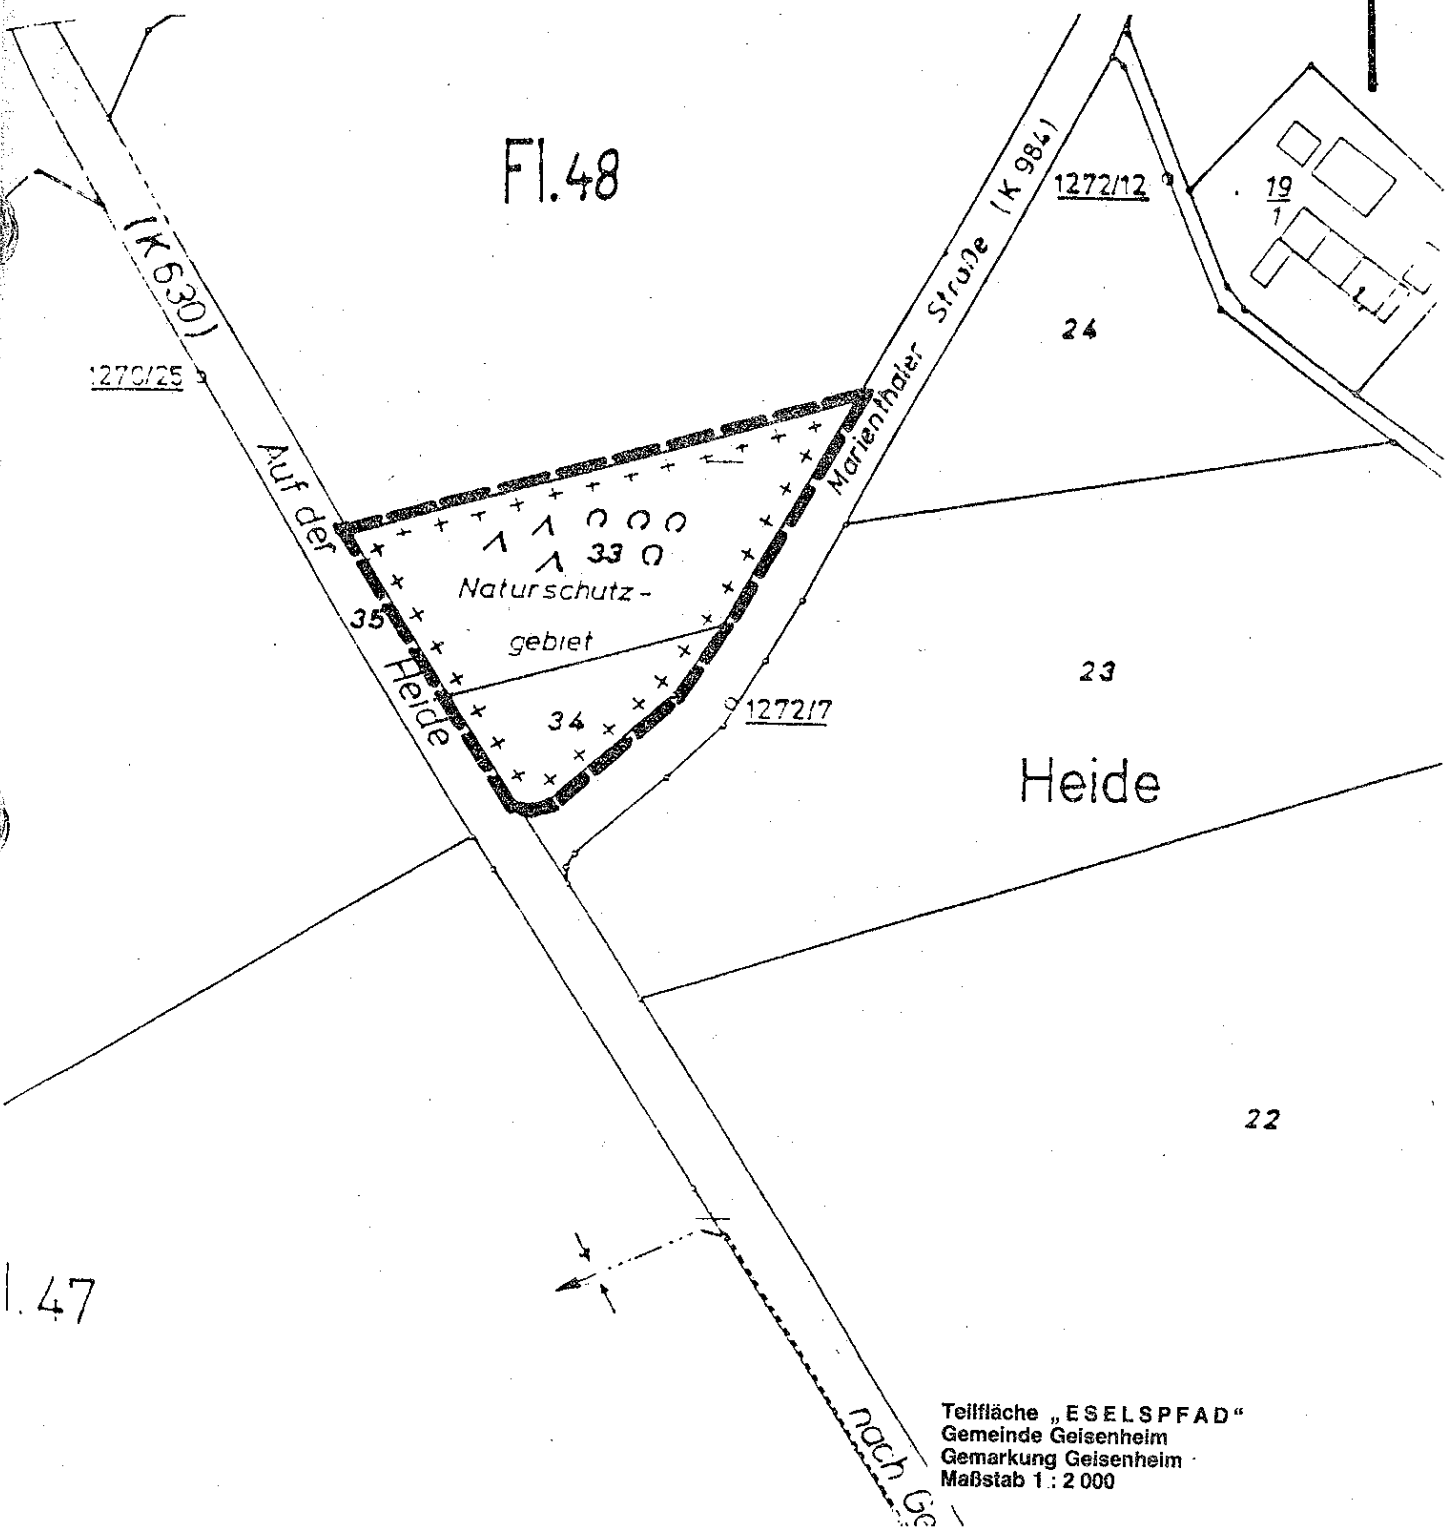 Fl.48
(K 630)
Marienthaler Straße (K 984)
1272/12
19
1
24
1270/25
Auf der
Heide
33
Naturschutz-
gebiet
35
34
23
1272/7
Heide
22
l.47
nach Ge
Teilfläche „ESELSPFAD“
Gemeinde Geisenheim
Gemarkung Geisenheim
Maßstab 1 : 2 000